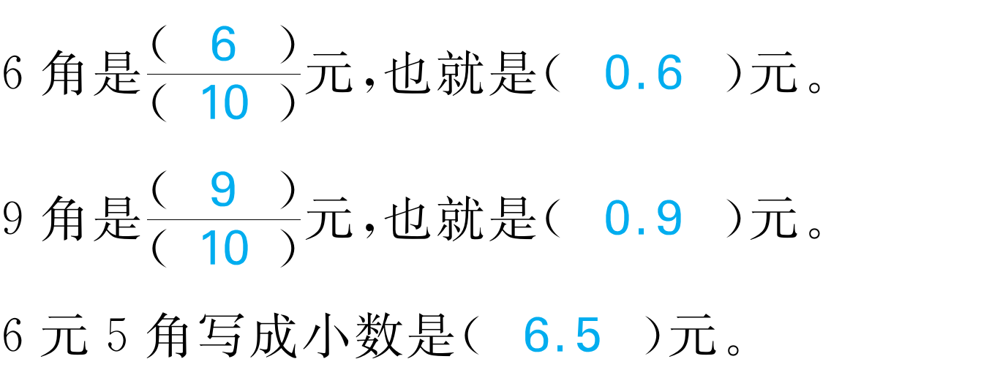 6 角是( 6 )/( 10 )元,也就是( 0.6 )元。
9 角是( 9 )/( 10 )元,也就是( 0.9 )元。
6 元 5 角写成小数是( 6.5 )元。